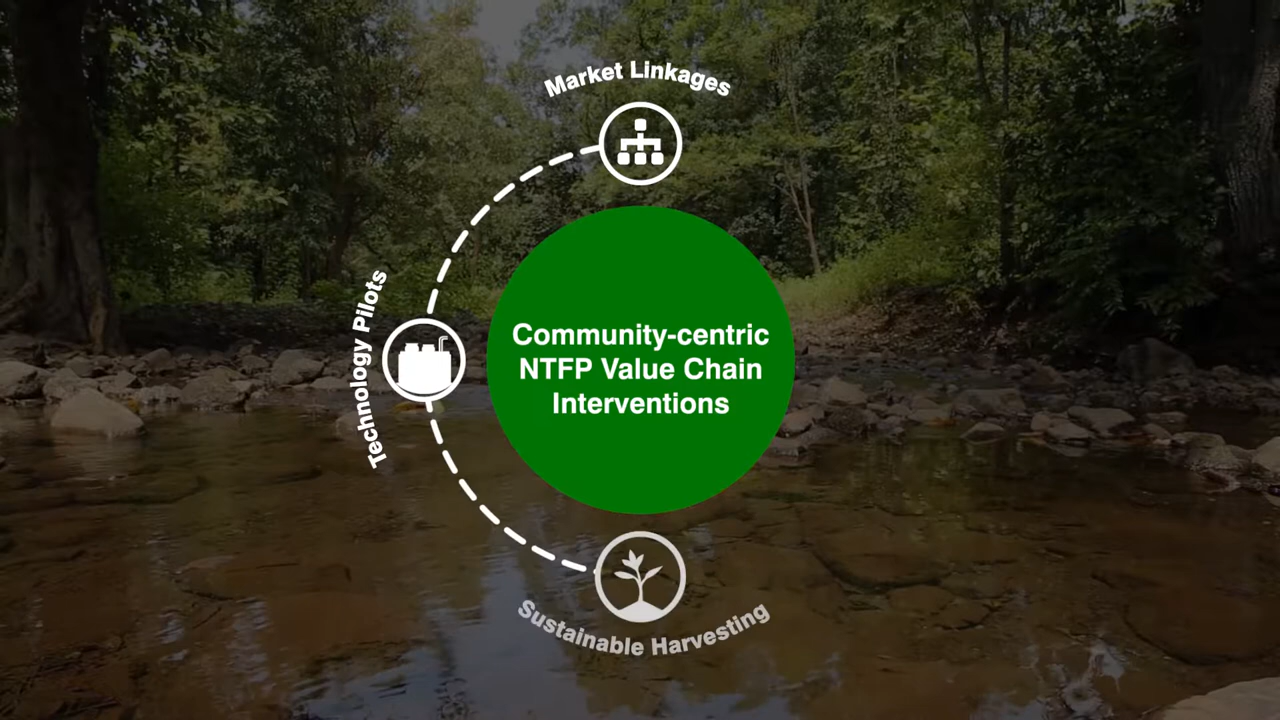 Market Linkages
Technology Pilots
Community-centric
NTFP Value Chain
Interventions
Sustainable Harvesting